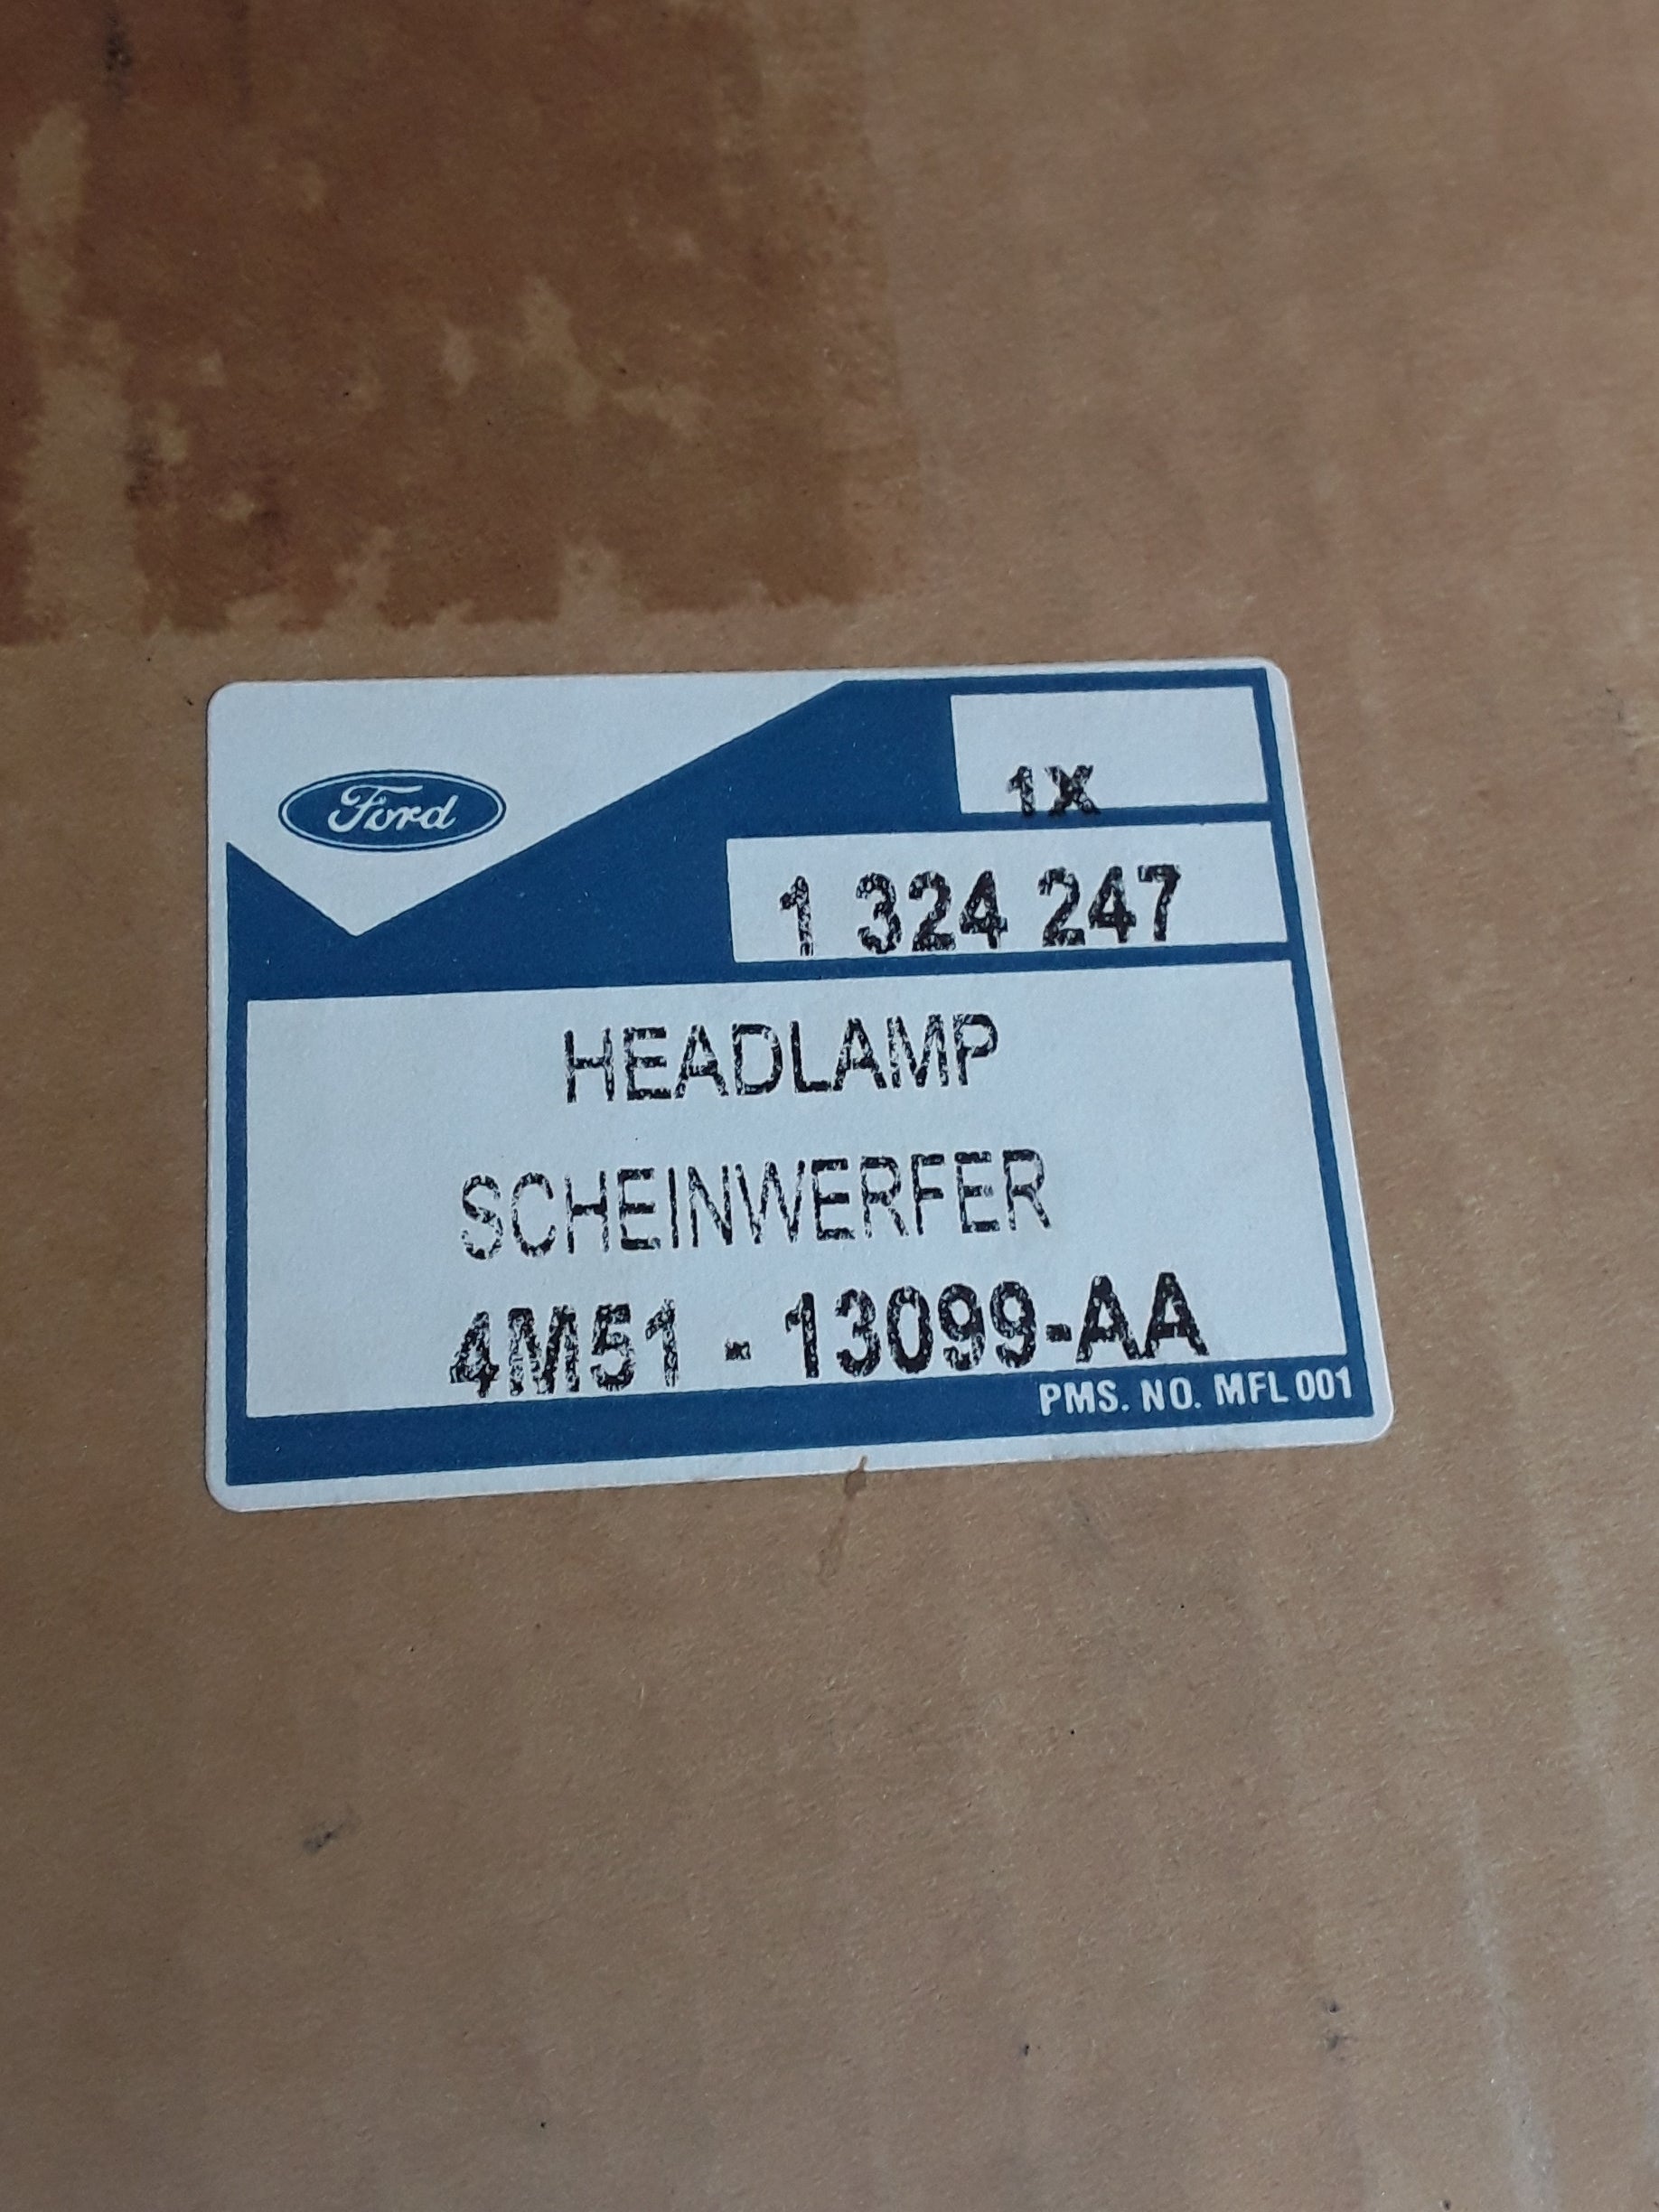 Ford
1X
1 324 247
HEADLAMP
SCHEINWERFER
4M51 - 13099-AA
PMS. NO. MFL 001